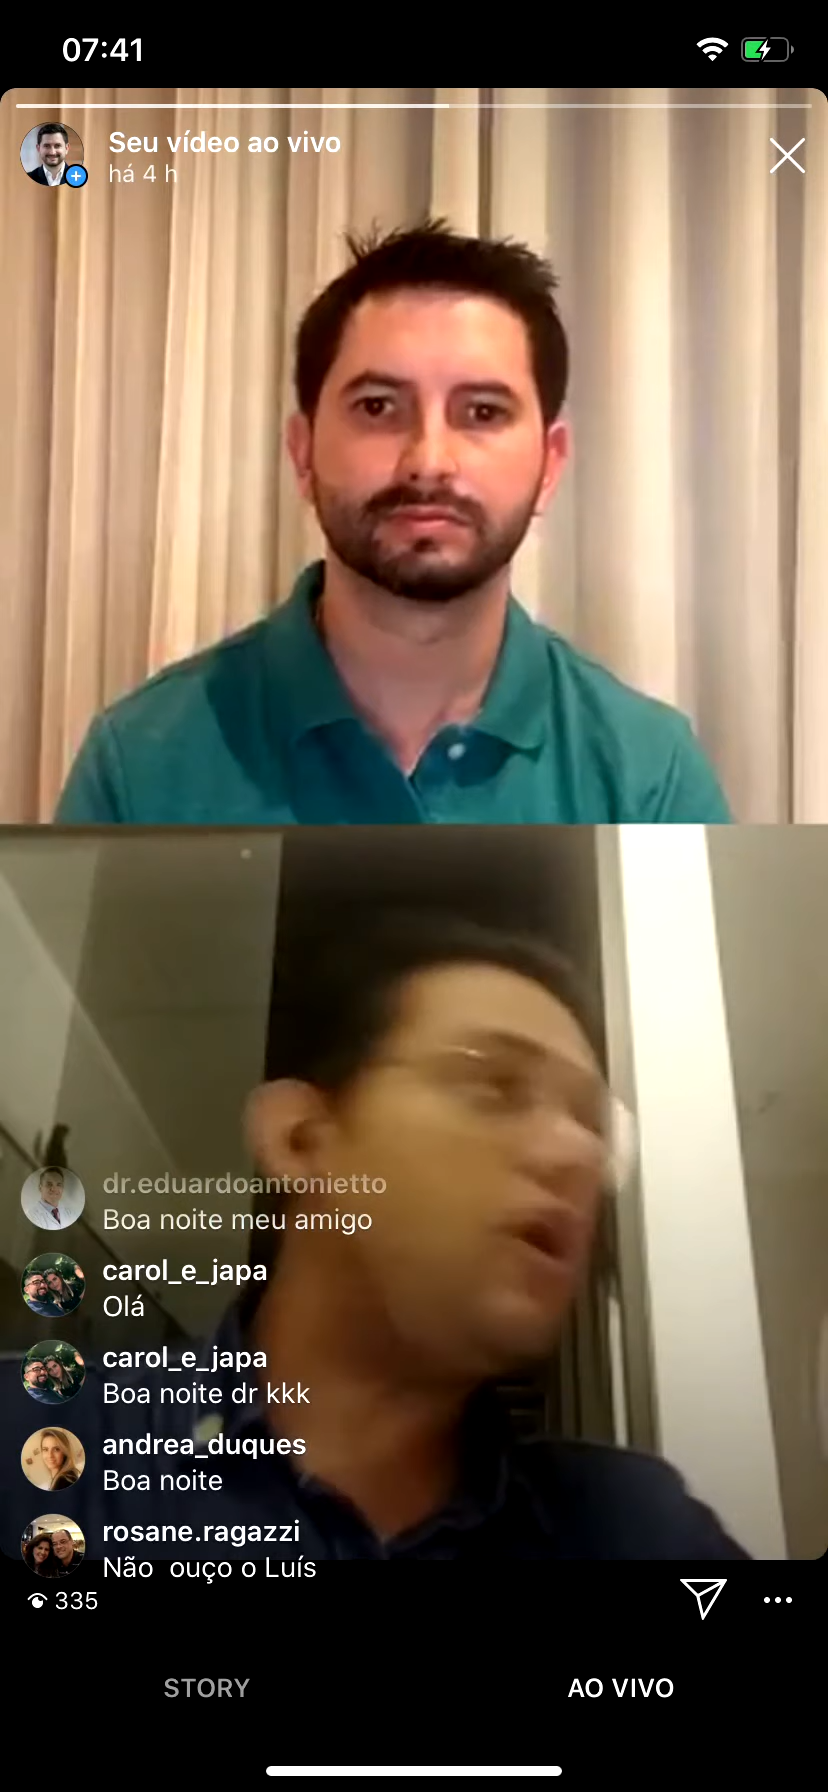 07:41
Seu vídeo ao vivo
há 4 h
dr.eduardoantonietto
Boa noite meu amigo
carol_e_japa
Olá
carol_e_japa
Boa noite dr kkk
andrea_duques
Boa noite
rosane.ragazzi
Não  ouço o Luís
335
STORY
AO VIVO